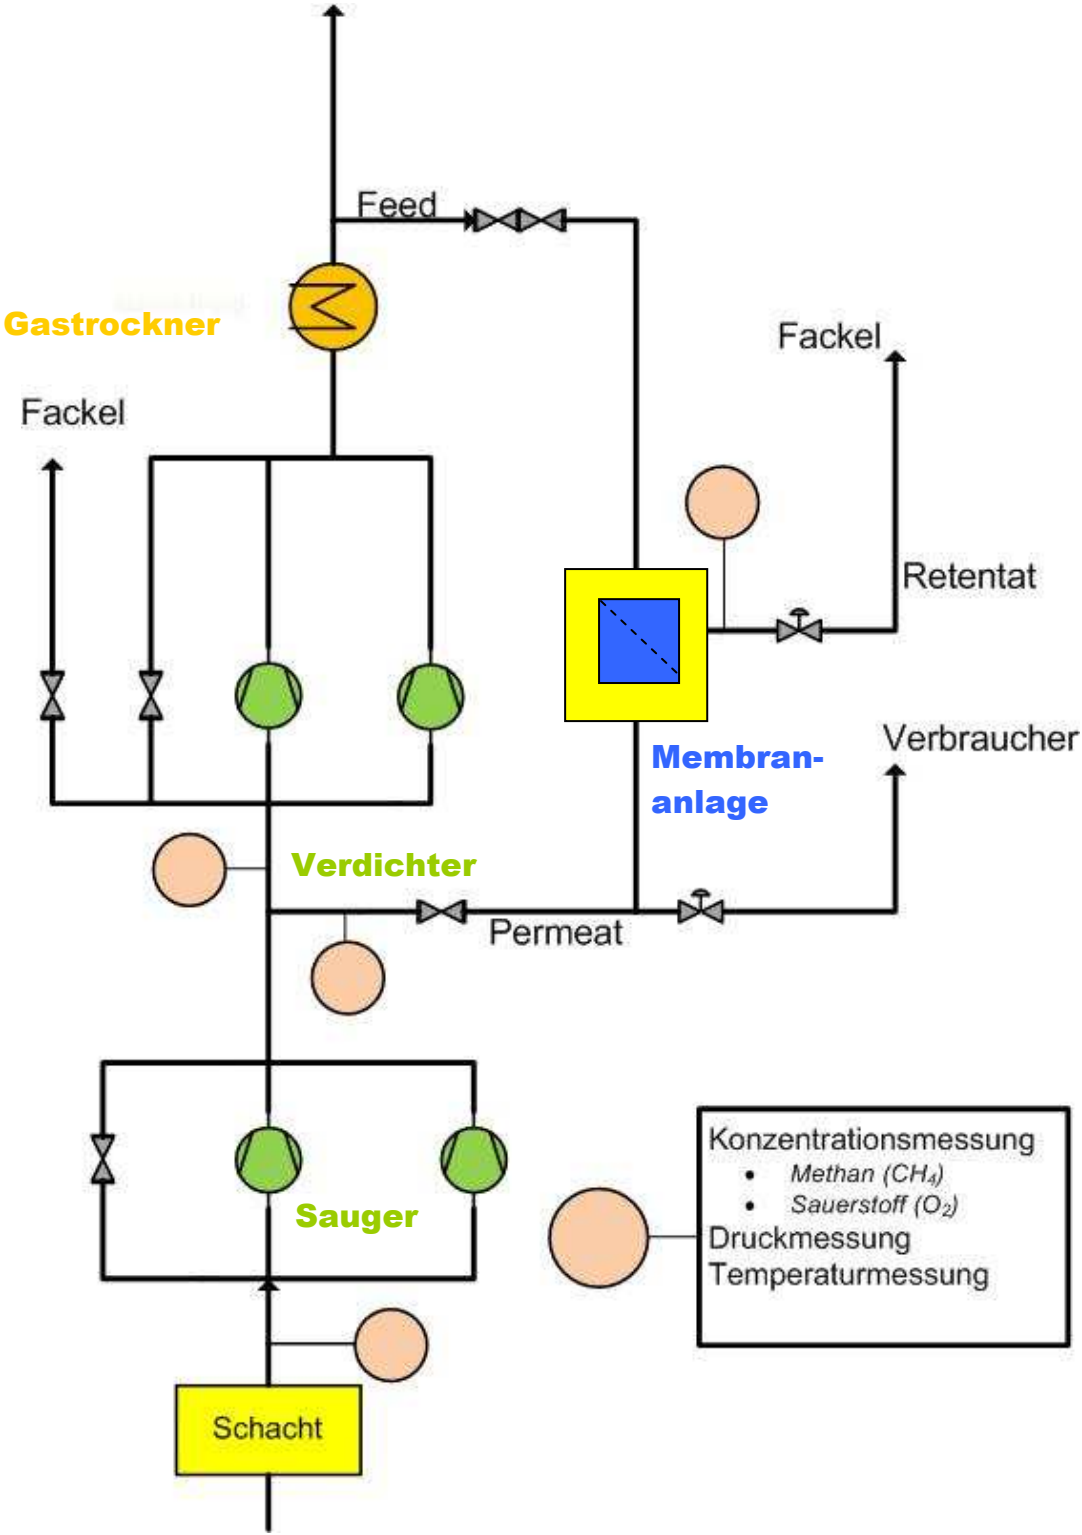 Feed
Gastrockner
Fackel
Fackel
Retentat
Verbraucher
Membran-
anlage
Verdichter
Permeat
Konzentrationsmessung
• Methan (CH₄)
• Sauerstoff (O₂)
Druckmessung
Temperaturmessung
Sauger
Schacht